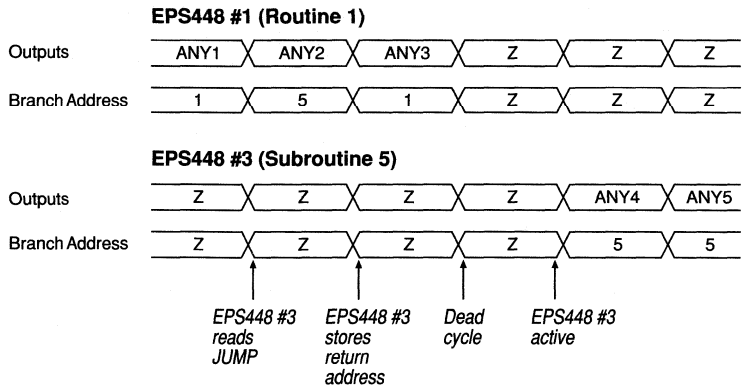 EPS448 #1 (Routine 1)
Outputs ANY1 ANY2 ANY3 Z Z Z
Branch Address 1 5 1 Z Z Z
EPS448 #3 (Subroutine 5)
Outputs Z Z Z Z ANY4 ANY5
Branch Address Z Z Z Z 5 5
EPS448 #3
reads
JUMP
EPS448 #3
stores
return
address
Dead
cycle
EPS448 #3
active